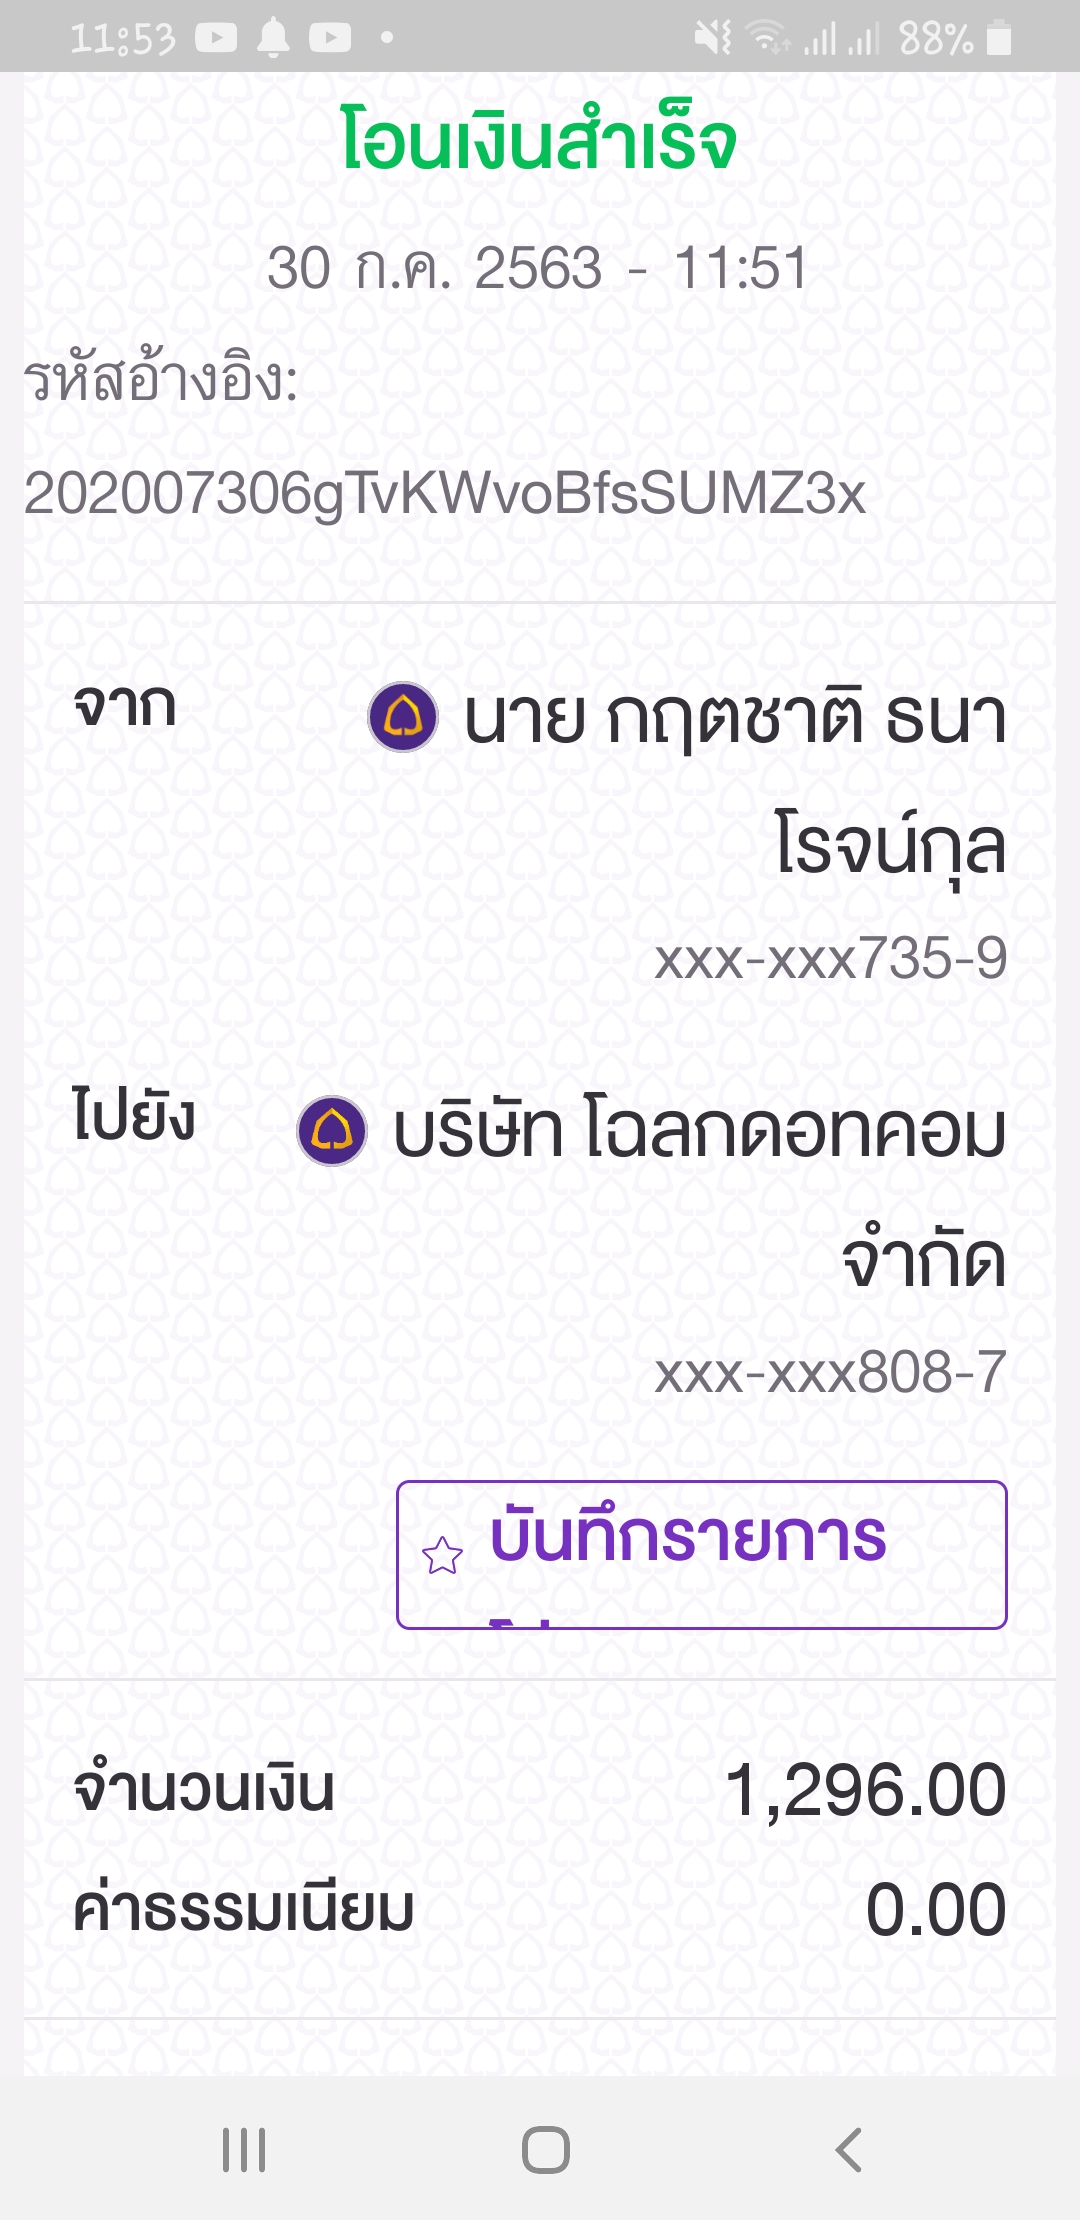 11:53 88%
โอนเงินสำเร็จ
30 ก.ค. 2563 - 11:51
รหัสอ้างอิง:
202007306gTvKWvoBfsSUMZ3x
จาก นาย กฤตชาติ ธนา
โรจน์กุล
xxx-xxx735-9
ไปยัง บริษัท โฉลกดอทคอม
จำกัด
xxx-xxx808-7
บันทึกรายการ
จำนวนเงิน 1,296.00
ค่าธรรมเนียม 0.00